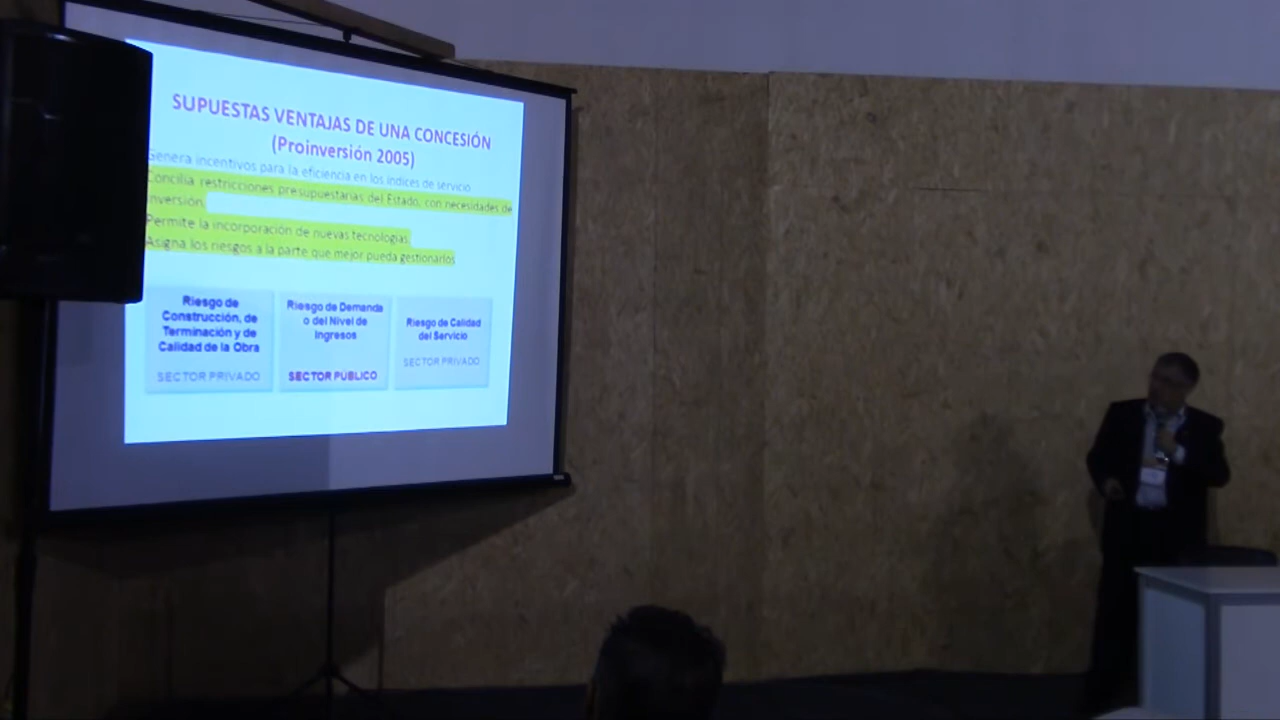 SUPUESTAS VENTAJAS DE UNA CONCESIÓN
(Proinversión 2005)
Genera incentivos para la eficiencia en los indices de servicio
Concilia restricciones presupuestarias del Estado, con necesidades de
inversión.
Permite la incorporación de nuevas tecnologías
Asigna los riesgos a la parte que mejor pueda gestionarlos
Riesgo de
Construcción, de
Terminación y de
Calidad de la Obra
SECTOR PRIVADO
Riesgo de Demanda
o del Nivel de
Ingresos
SECTOR PÚBLICO
Riesgo de Calidad
del Servicio
SECTOR PRIVADO